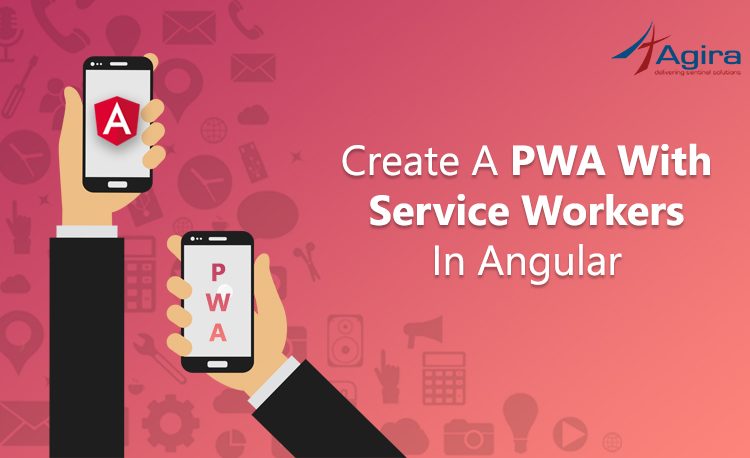 Agira
delivering sentinel solutions
A
Create A PWA With
Service Workers
In Angular
P
W
A